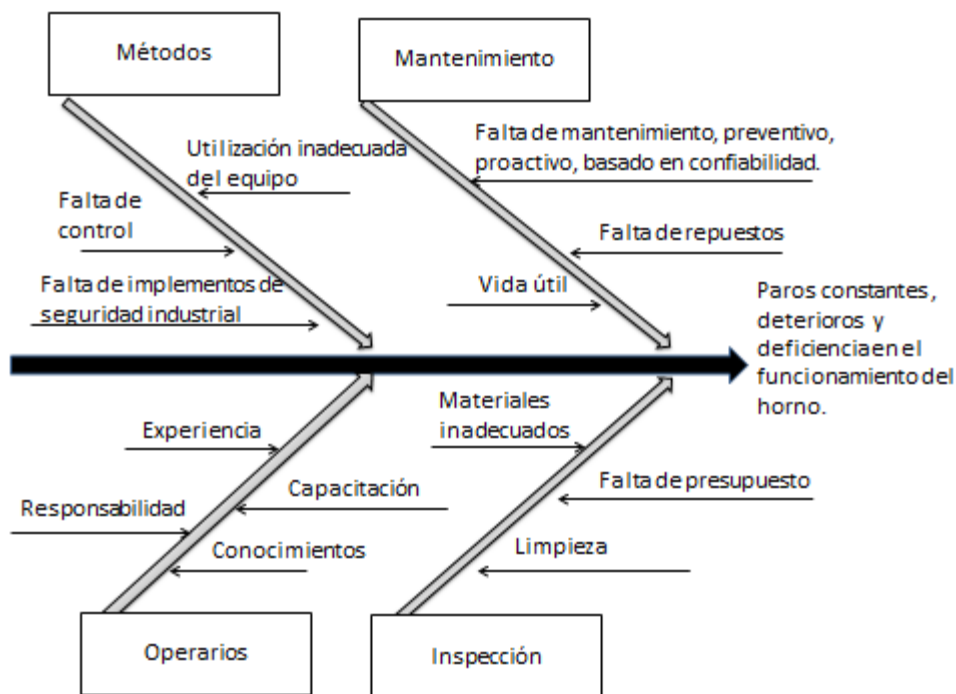 Métodos
Mantenimiento
Utilización inadecuada
del equipo
Falta de
control
Falta de implementos de
seguridad industrial
Falta de mantenimiento, preventivo,
proactivo, basado en confiabilidad.
Falta de repuestos
Vida útil
Paros constantes,
deterioros y
deficiencia en el
funcionamiento del
horno.
Experiencia
Responsabilidad
Capacitación
Conocimientos
Materiales
inadecuados
Falta de presupuesto
Limpieza
Operarios
Inspección